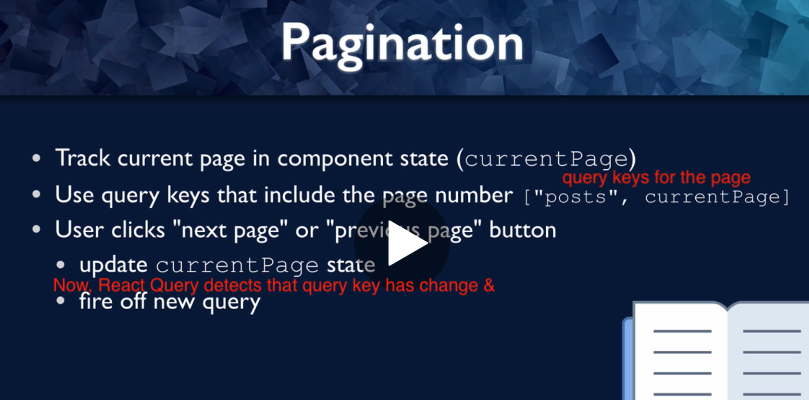 Pagination
Track current page in component state (currentPage)
query keys for the page
Use query keys that include the page number ["posts", currentPage]
User clicks "next page" or "previous page" button
update currentPage state
Now, React Query detects that query key has change &
fire off new query